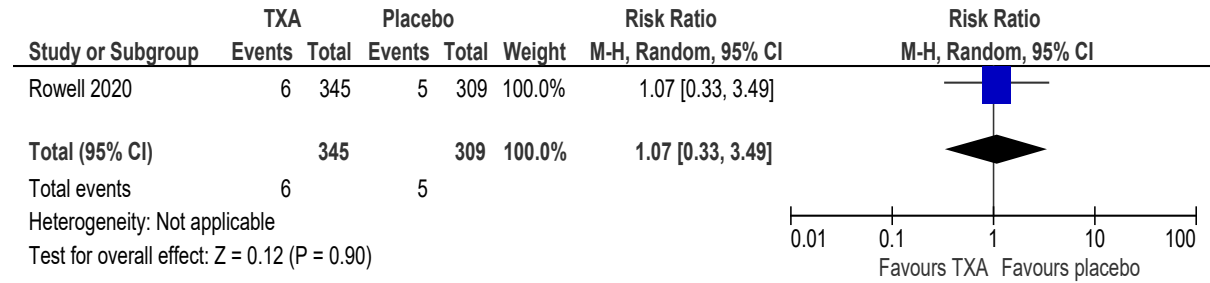 TXA Placebo Risk Ratio Risk Ratio
Study or Subgroup Events Total Events Total Weight M-H, Random, 95% CI M-H, Random, 95% CI
Rowell 2020 6 345 5 309 100.0% 1.07 [0.33, 3.49]
Total (95% CI) 345 309 100.0% 1.07 [0.33, 3.49]
Total events 6 5
Heterogeneity: Not applicable
Test for overall effect: Z = 0.12 (P = 0.90)
0.01 0.1 1 10 100
Favours TXA Favours placebo